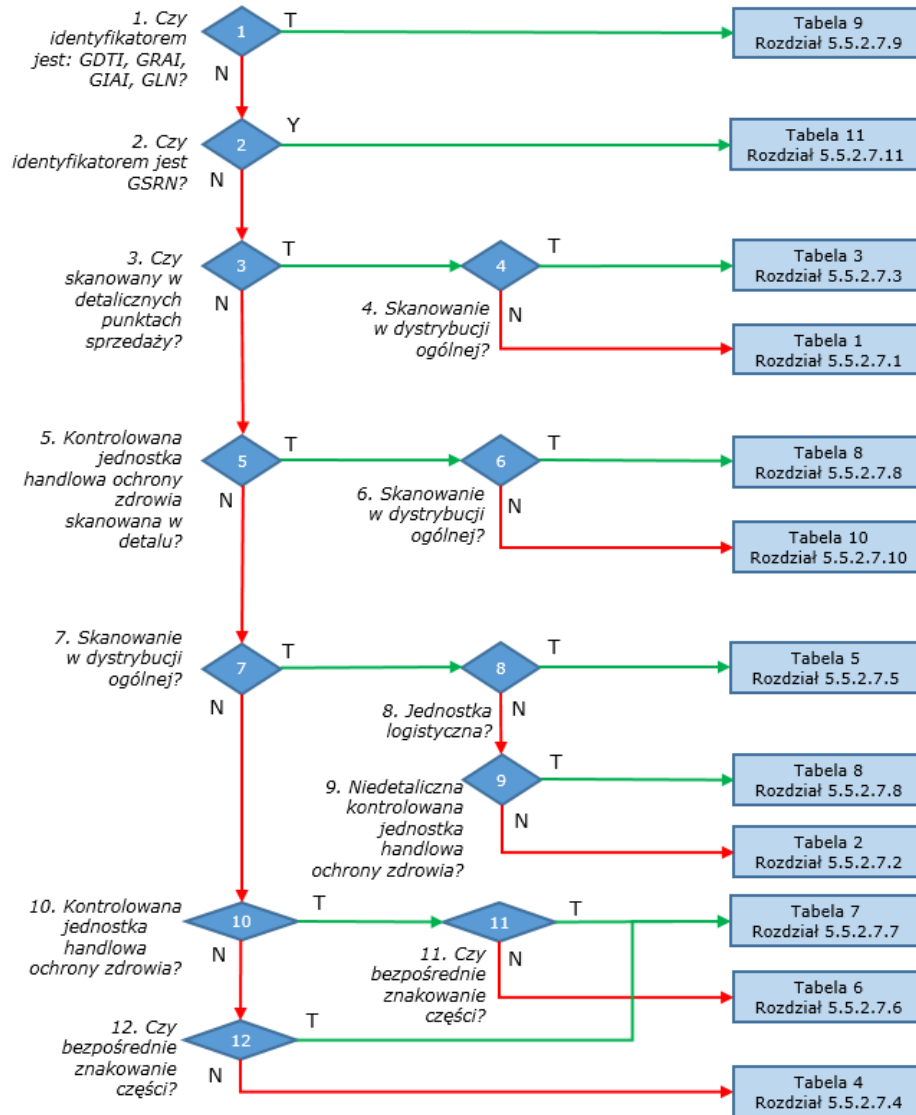 1. Czy
identyfikatorem
jest: GDTI, GRAI,
GIAI, GLN?
1
T
N
Tabela 9
Rozdział 5.5.2.7.9
2. Czy
identyfikatorem jest
GSRN?
2
Y
N
Tabela 11
Rozdział 5.5.2.7.11
3. Czy
skanowany w
detalicznych
punktach
sprzedaży?
3
T
N
4. Skanowanie
w dystrybucji
ogólnej?
4
T
N
Tabela 3
Rozdział 5.5.2.7.3
Tabela 1
Rozdział 5.5.2.7.1
5. Kontrolowana
jednostka
handlowa ochrony
zdrowia
skanowana w
detalu?
5
T
N
6. Skanowanie
w dystrybucji
ogólnej?
6
T
N
Tabela 8
Rozdział 5.5.2.7.8
Tabela 10
Rozdział 5.5.2.7.10
7. Skanowanie
w dystrybucji
ogólnej?
7
T
N
8
T
N
8. Jednostka
logistyczna?
Tabela 5
Rozdział 5.5.2.7.5
9. Niedetaliczna
kontrolowana
jednostka
handlowa
ochrony zdrowia?
9
T
N
Tabela 8
Rozdział 5.5.2.7.8
Tabela 2
Rozdział 5.5.2.7.2
10. Kontrolowana
jednostka
handlowa
ochrony zdrowia?
10
T
N
11
T
N
11. Czy
bezpośrednie
znakowanie
części?
Tabela 7
Rozdział 5.5.2.7.7
Tabela 6
Rozdział 5.5.2.7.6
12. Czy
bezpośrednie
znakowanie
części?
12
T
N
Tabela 4
Rozdział 5.5.2.7.4